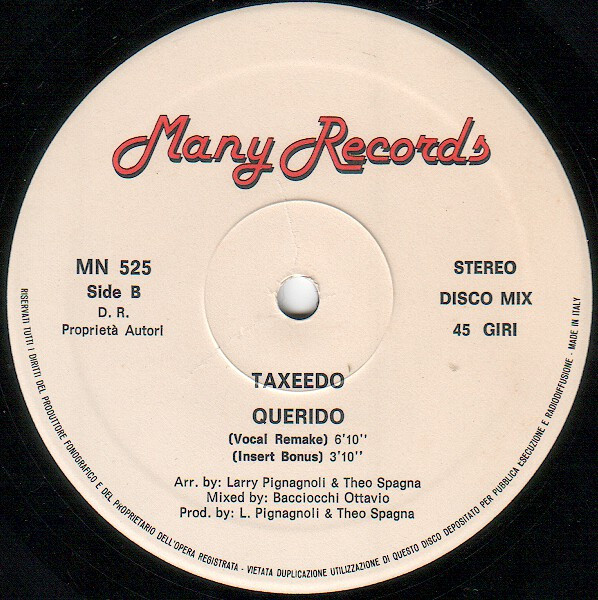 Many Records
MN 525
Side B
D. R.
Proprietà Autori
STEREO
DISCO MIX
45 GIRI
TAXEEDO
QUERIDO
(Vocal Remake) 6'10''
(Insert Bonus) 3'10''
Arr. by: Larry Pignagnoli & Theo Spagna
Mixed by: Bacciocchi Ottavio
Prod. by: L. Pignagnoli & Theo Spagna
RISERVATI TUTTI I DIRITTI DEL PRODUTTORE FONOGRAFICO E DEL PKOPRIETARIO DELL'OPERA REGISTRATA - VIETATA DUPLICAZIONE UTILIZZAZIONE DI QUESTO DISCO DEPOSITATO PER PUBBLICA ESECUZIONE E RADIODIFFUSIONE - MADE IN ITALY